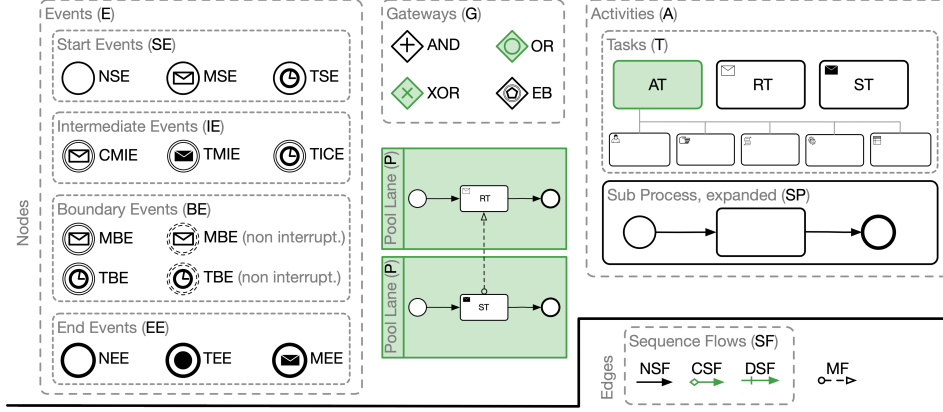 Events (E)
Start Events (SE)
NSE
MSE
TSE
Intermediate Events (IE)
CMIE
TMIE
TICE
Boundary Events (BE)
MBE
MBE (non interrupt.)
TBE
TBE (non interrupt.)
End Events (EE)
NEE
TEE
MEE
Nodes
Gateways (G)
AND
OR
XOR
EB
Pool Lane (P)
RT
Pool Lane (P)
ST
Activities (A)
Tasks (T)
AT
RT
ST
Sub Process, expanded (SP)
Edges
Sequence Flows (SF)
NSF
CSF
DSF
MF